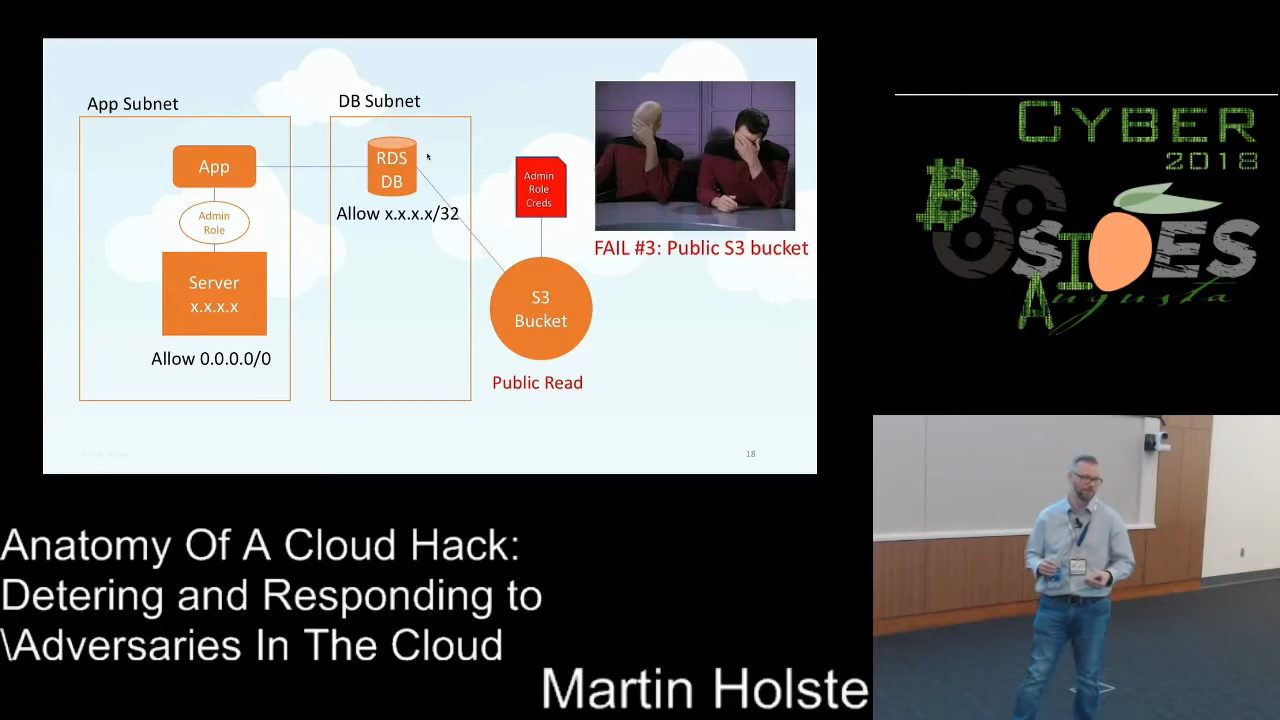 App Subnet
DB Subnet
App
RDS
DB
Admin
Role
Creds
Admin
Role
Allow x.x.x.x/32
FAIL #3: Public S3 bucket
Server
x.x.x.x
S3
Bucket
Allow 0.0.0.0/0
Public Read
18
CYBER
2018
BSIDES
Augusta
Anatomy Of A Cloud Hack:
Detering and Responding to
\Adversaries In The Cloud
Martin Holste